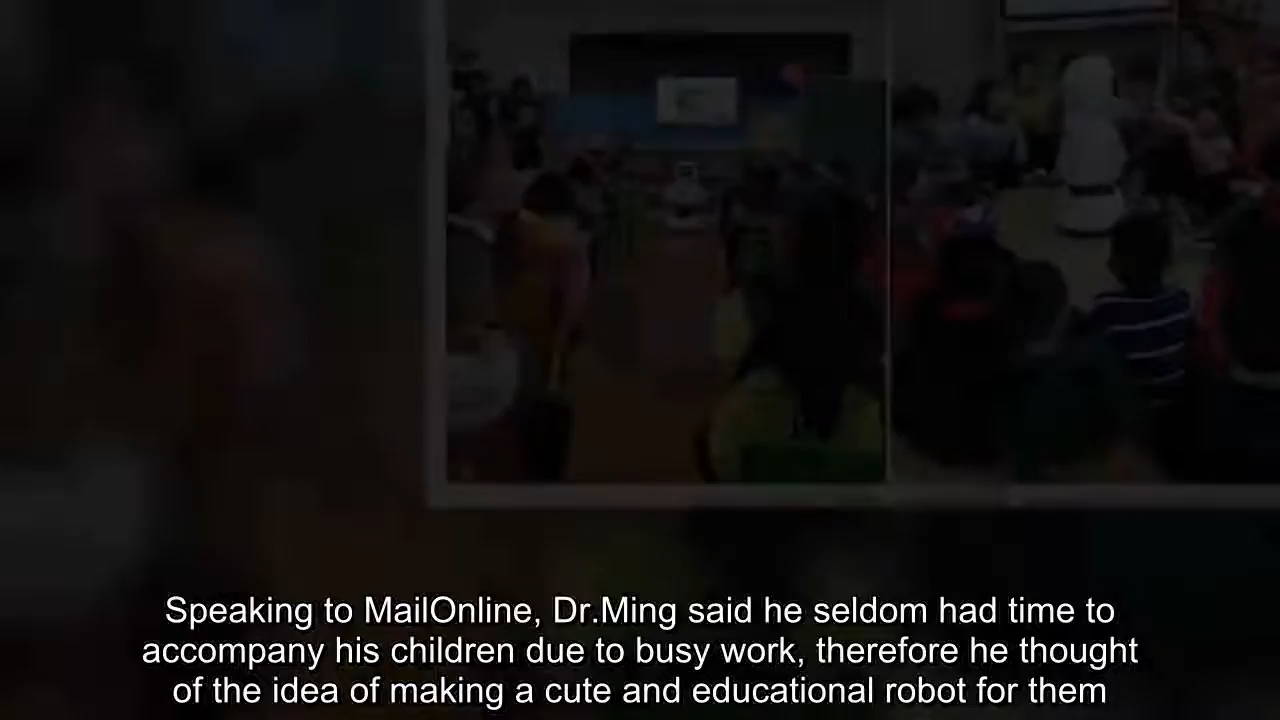 Speaking to MailOnline, Dr.Ming said he seldom had time to
accompany his children due to busy work, therefore he thought
of the idea of making a cute and educational robot for them